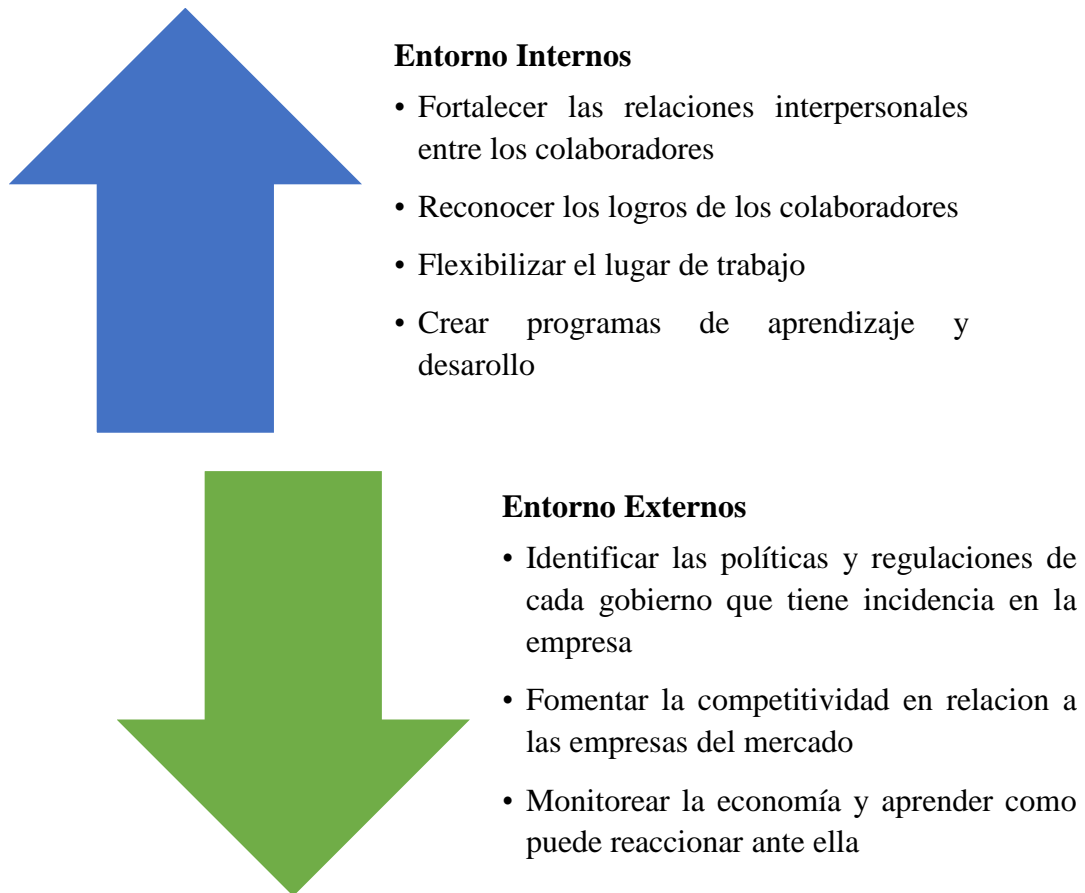 Entorno Internos
• Fortalecer las relaciones interpersonales
entre los colaboradores
• Reconocer los logros de los colaboradores
• Flexibilizar el lugar de trabajo
• Crear programas de aprendizaje y
desarollo
Entorno Externos
• Identificar las políticas y regulaciones de
cada gobierno que tiene incidencia en la
empresa
• Fomentar la competitividad en relacion a
las empresas del mercado
• Monitorear la economía y aprender como
puede reaccionar ante ella